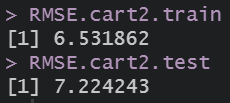 > RMSE.cart2.train
[1] 6.531862
> RMSE.cart2.test
[1] 7.224243